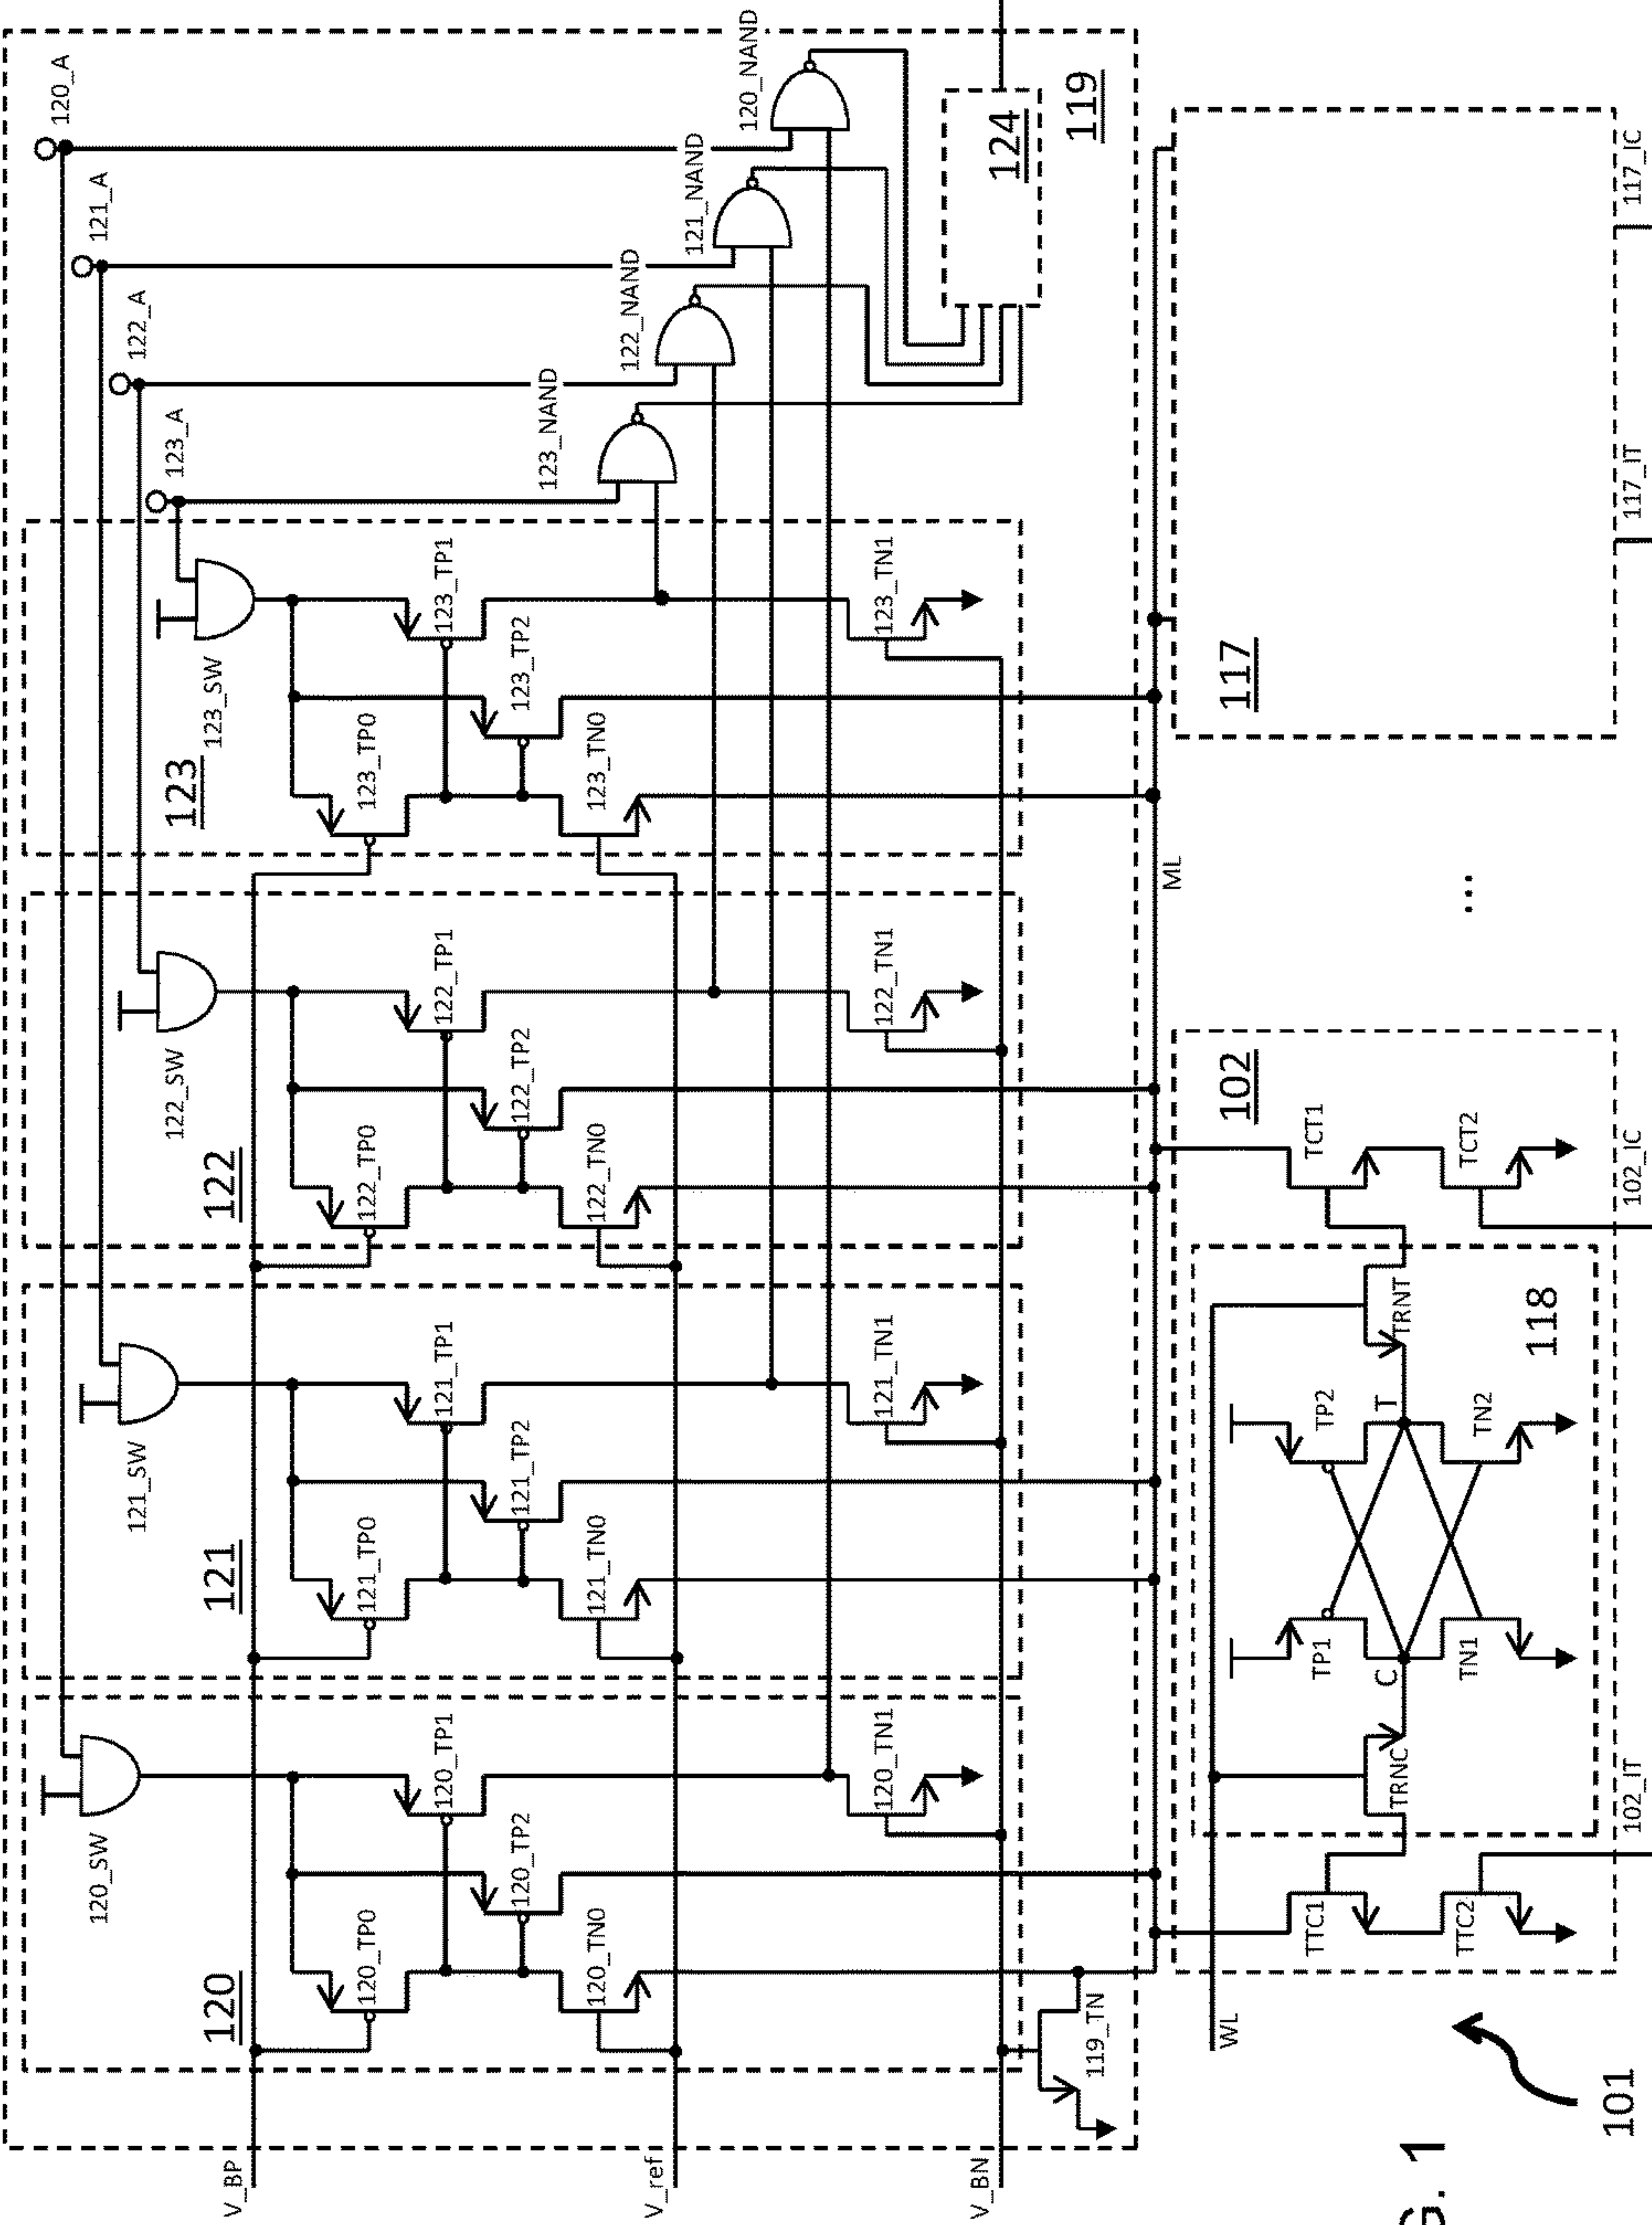 120_A
121_A
122_A
123_A
120_NAND
121_NAND
122_NAND
123_NAND
124
119
120_SW
121_SW
122_SW
123_SW
120
121
122
123
120_TP0
120_TP1
120_TP2
120_TN0
120_TN1
121_TP0
121_TP1
121_TP2
121_TN0
121_TN1
122_TP0
122_TP1
122_TP2
122_TN0
122_TN1
123_TP0
123_TP1
123_TP2
123_TN0
123_TN1
V_BP
V_ref
V_BN
119_TN
ML
WL
102
TTC1
TTC2
TCT1
TCT2
TRNC
TRNT
TP1
TP2
TN1
TN2
C
T
118
...
117
102_IT
102_IC
117_IT
117_IC
101
G. 1